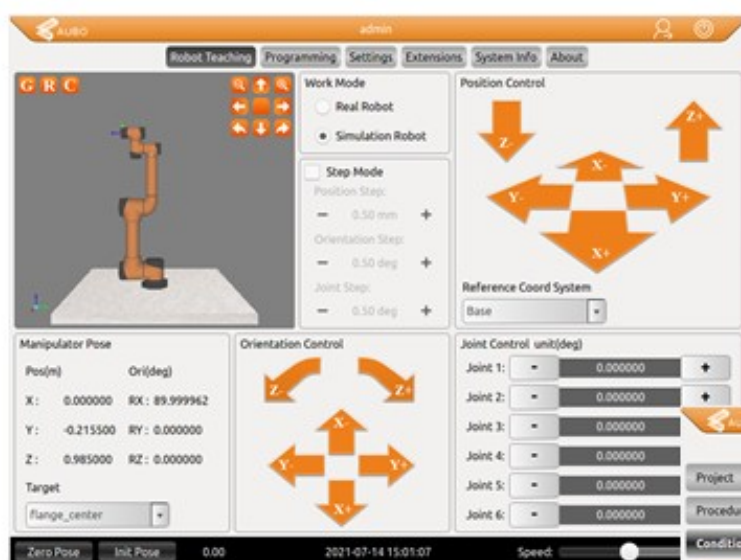 AUBO admin
Robot Teaching Programming Settings Extensions System Info About
G R C
Work Mode
Real Robot
Simulation Robot
Step Mode
Position Step:
- 0.50 mm +
Orientation Step:
- 0.50 deg +
Joint Step:
- 0.50 deg +
Position Control
Z- Z+
X-
Y- Y+
X+
Reference Coord System
Base
Manipulator Pose
Pos(m) Ori(deg)
X: 0.000000 RX: 89.999962
Y: -0.215500 RY: 0.000000
Z: 0.985000 RZ: 0.000000
Target
flange_center
Orientation Control
Z- Z+
X-
Y- Y+
X+
Joint Control unit(deg)
Joint 1: - 0.000000 +
Joint 2: - 0.000000 +
Joint 3: - 0.000000
Joint 4: - 0.000000
Joint 5: - 0.000000
Joint 6: - 0.000000
Project
Zero Pose Init Pose 0.00 2021-07-14 15:01:07 Speed: